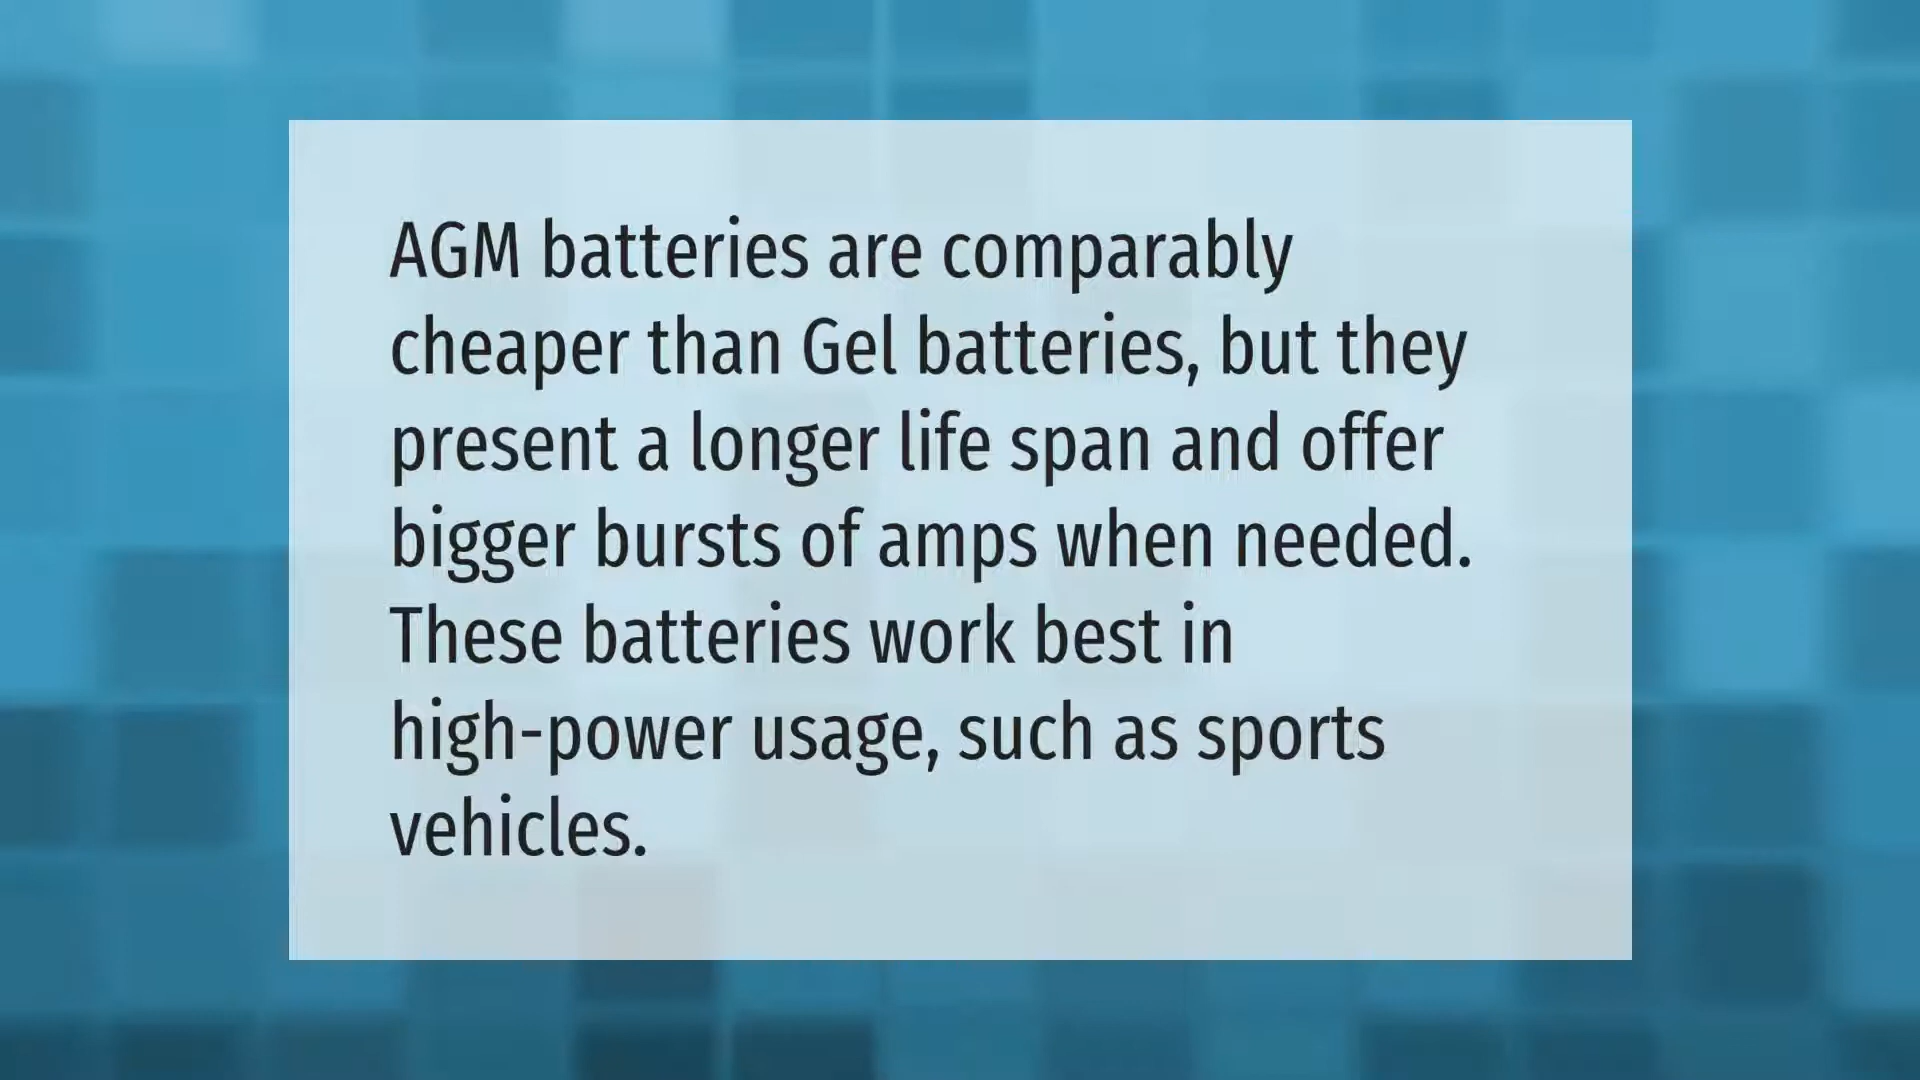 AGM batteries are comparably
cheaper than Gel batteries, but they
present a longer life span and offer
bigger bursts of amps when needed.
These batteries work best in
high-power usage, such as sports
vehicles.